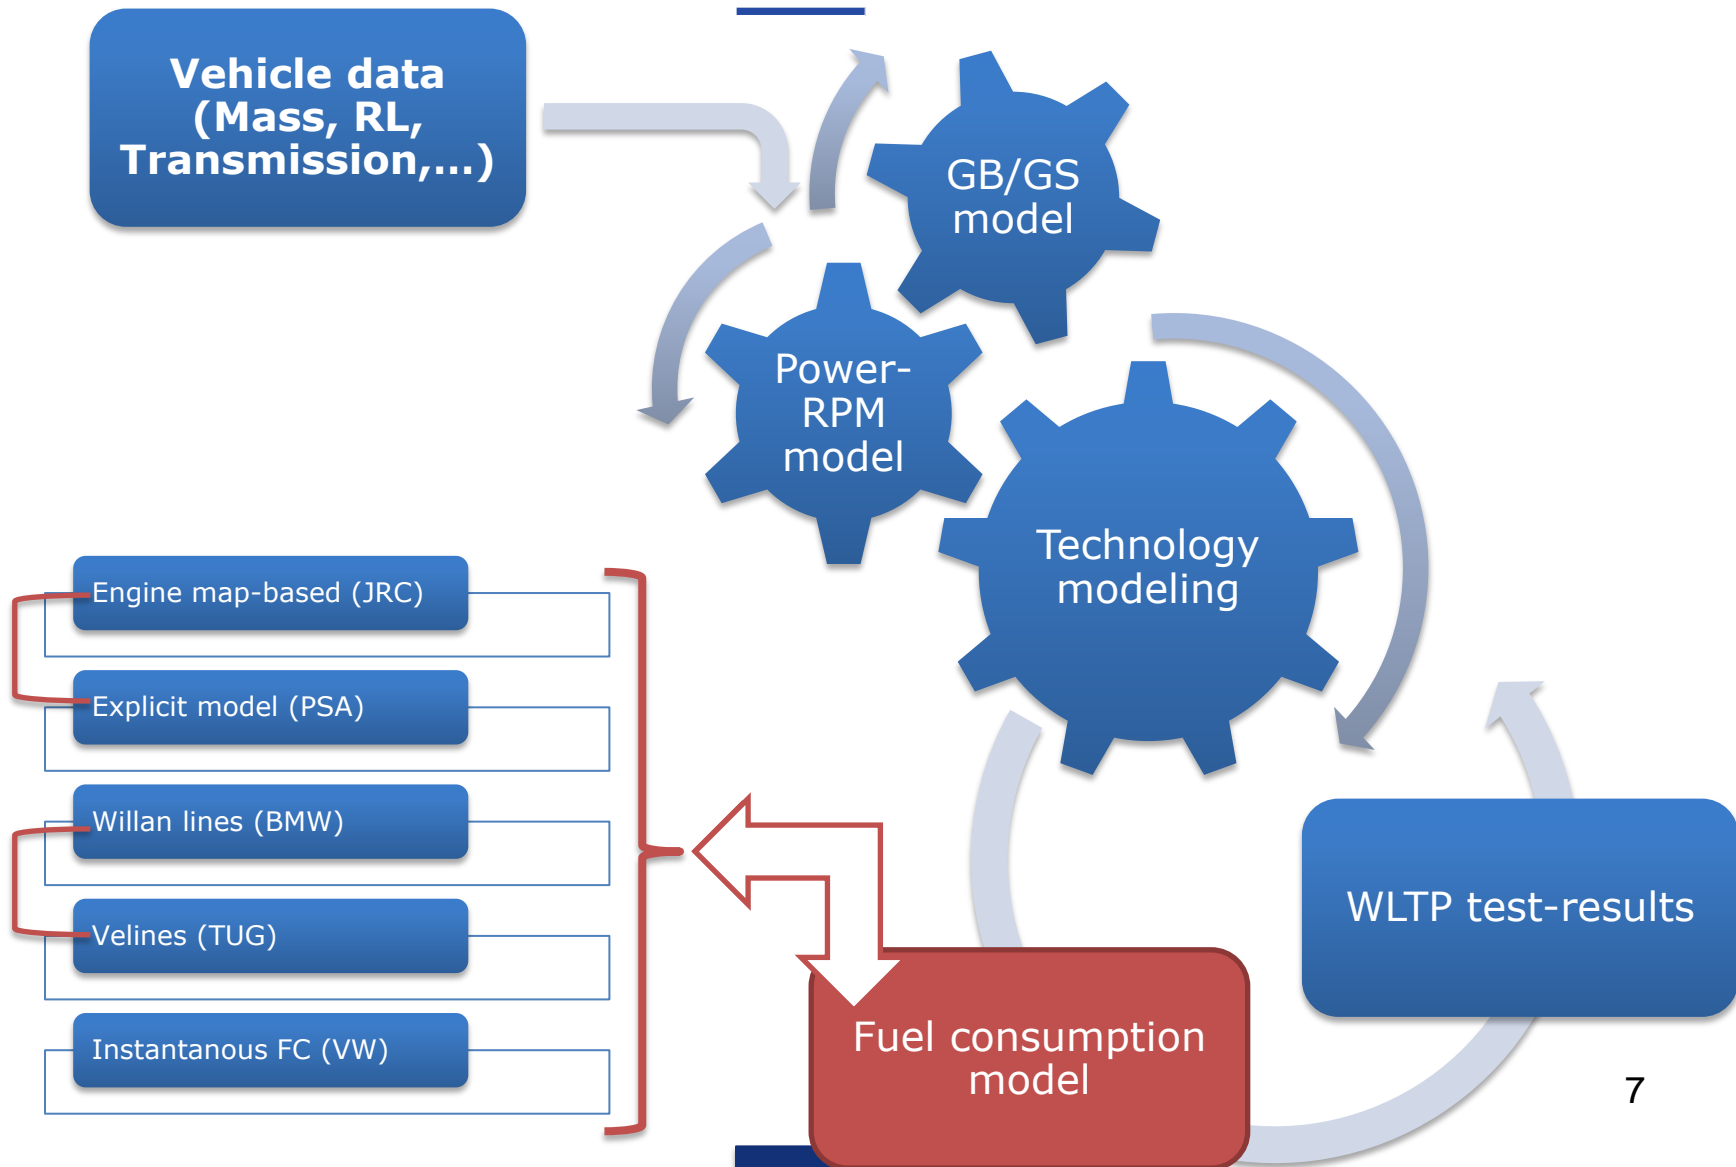 Vehicle data
(Mass, RL,
Transmission,...)
GB/GS
model
Power-
RPM
model
Technology
modeling
Engine map-based (JRC)
Explicit model (PSA)
Willan lines (BMW)
Velines (TUG)
Instantanous FC (VW)
WLTP test-results
Fuel consumption
model
7